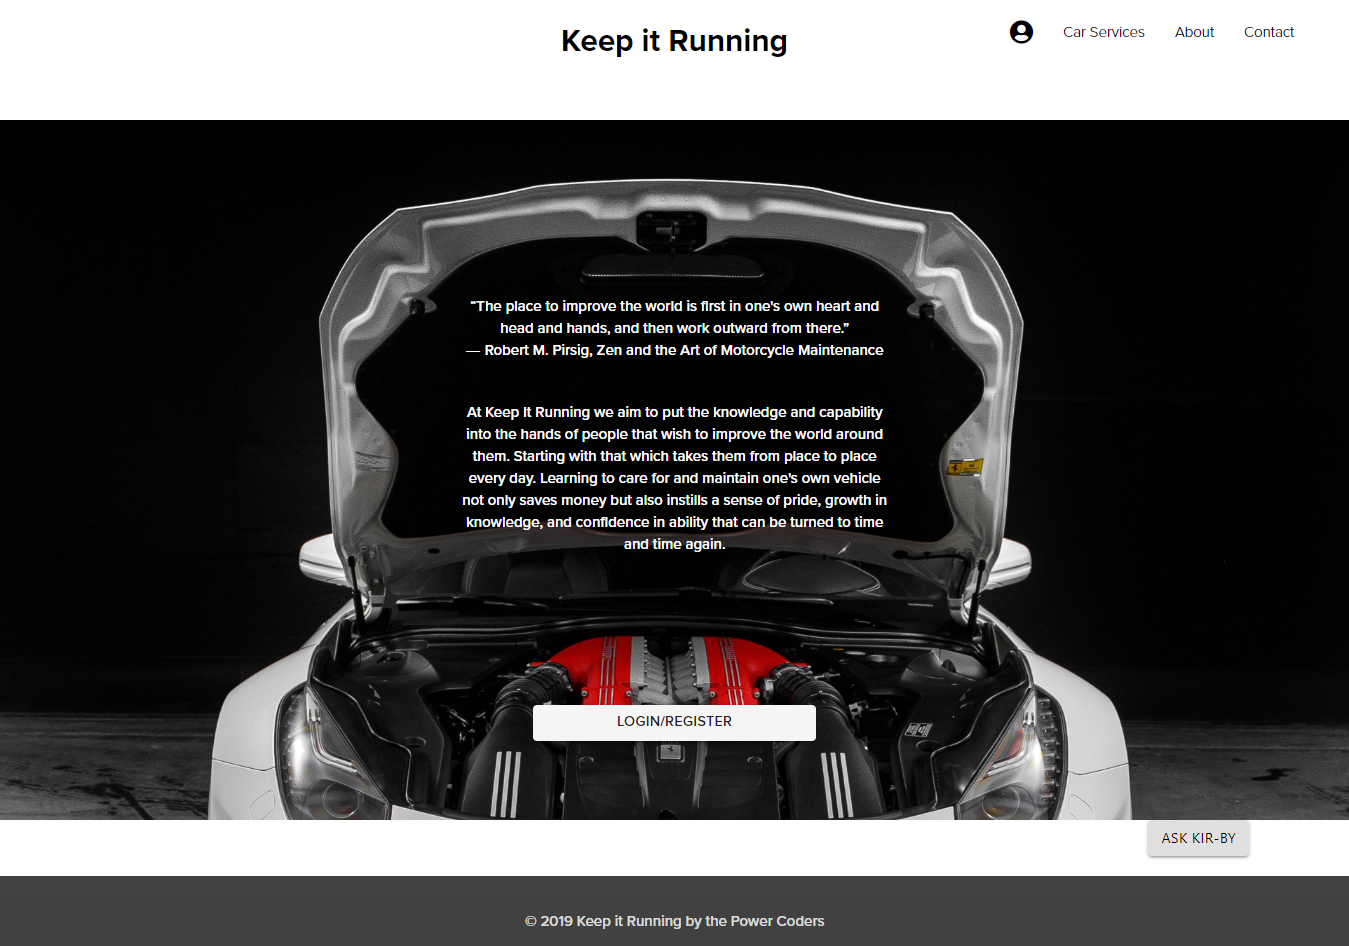 Keep it Running
Car Services
About
Contact
“The place to improve the world is first in one's own heart and
head and hands, and then work outward from there.”
— Robert M. Pirsig, Zen and the Art of Motorcycle Maintenance
At Keep It Running we aim to put the knowledge and capability
into the hands of people that wish to improve the world around
them. Starting with that which takes them from place to place
every day. Learning to care for and maintain one's own vehicle
not only saves money but also instills a sense of pride, growth in
knowledge, and confidence in ability that can be turned to time
and time again.
LOGIN/REGISTER
ASK KIR-BY
© 2019 Keep it Running by the Power Coders